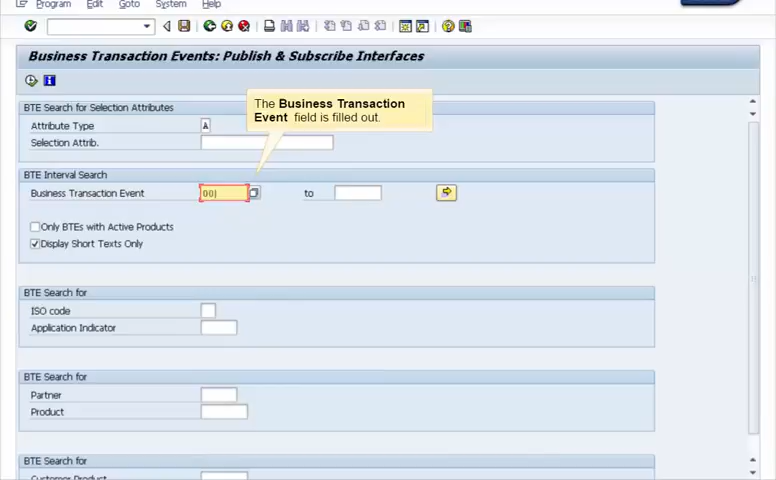 Program Edit Goto System Help
Business Transaction Events: Publish & Subscribe Interfaces
BTE Search for Selection Attributes
The Business Transaction
Event field is filled out.
Attribute Type A
Selection Attrib.
BTE Interval Search
Business Transaction Event 00 to
Only BTEs with Active Products
Display Short Texts Only
BTE Search for
ISO code
Application Indicator
BTE Search for
Partner
Product
BTE Search for
Customer Product